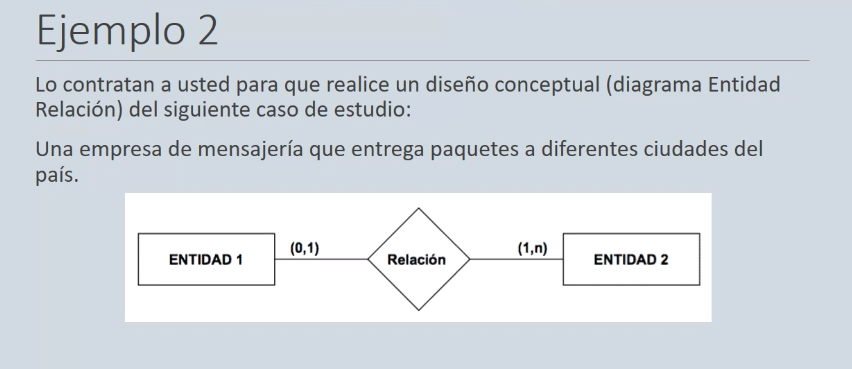 Ejemplo 2
Lo contratan a usted para que realice un diseño conceptual (diagrama Entidad
Relación) del siguiente caso de estudio:
Una empresa de mensajería que entrega paquetes a diferentes ciudades del
país.
ENTIDAD 1
(0,1)
Relación
(1,n)
ENTIDAD 2